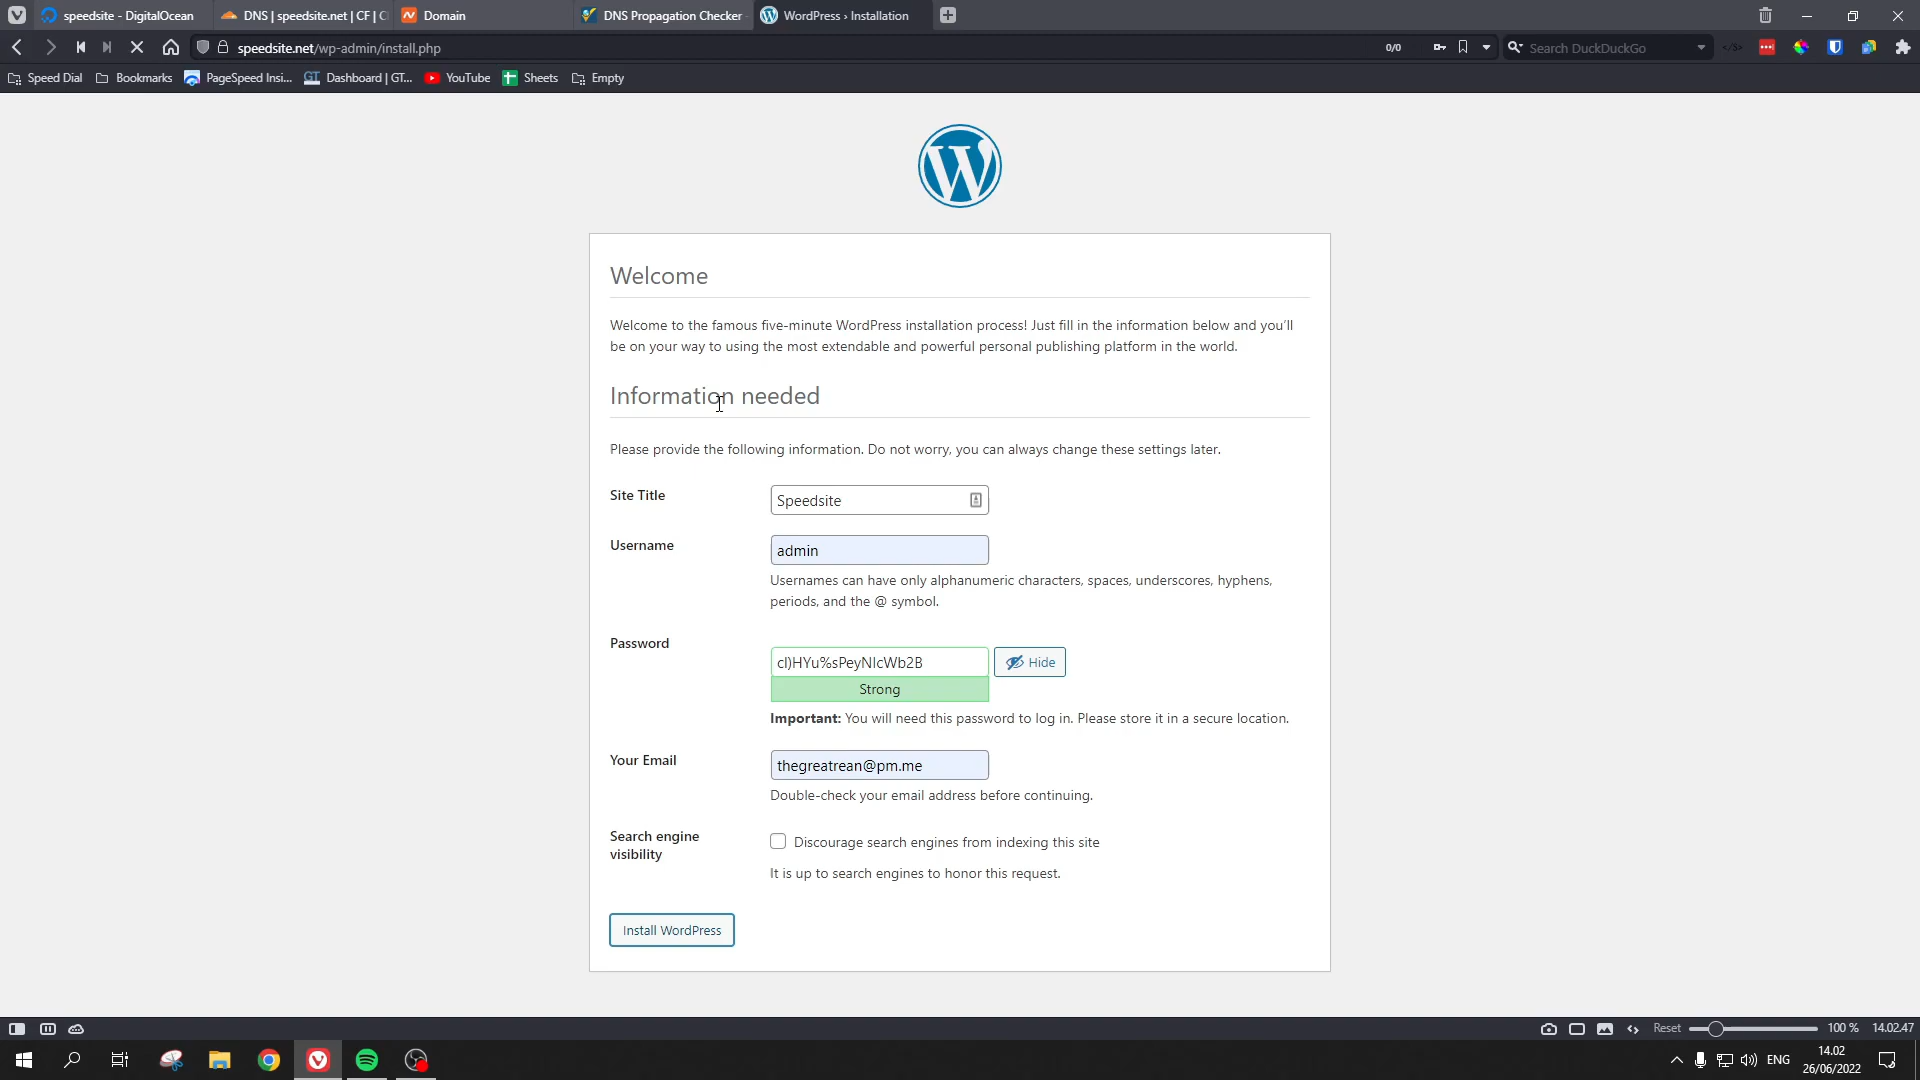 speedsite - DigitalOcean
DNS | speedsite.net | CF | C
Domain
DNS Propagation Checker
WordPress › Installation
speedsite.net/wp-admin/install.php
0/0
Search DuckDuckGo
Speed Dial
Bookmarks
PageSpeed Insi...
GT Dashboard | GT...
YouTube
Sheets
Empty
Welcome
Welcome to the famous five-minute WordPress installation process! Just fill in the information below and you'll
be on your way to using the most extendable and powerful personal publishing platform in the world.
Information needed
Please provide the following information. Do not worry, you can always change these settings later.
Site Title
Speedsite
Username
admin
Usernames can have only alphanumeric characters, spaces, underscores, hyphens,
periods, and the @ symbol.
Password
Hide
Strong
Important: You will need this password to log in. Please store it in a secure location.
Your Email
thegreatrean@pm.me
Double-check your email address before continuing.
Search engine
visibility
Discourage search engines from indexing this site
It is up to search engines to honor this request.
Install WordPress
Reset
100 %
14.02.47
ENG
14.02
26/06/2022